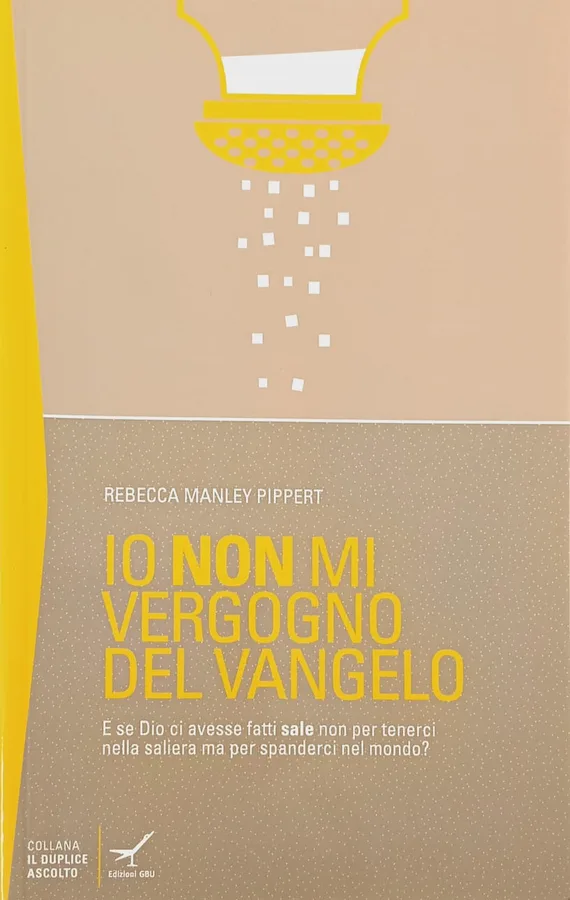 REBECCA MANLEY PIPPERT
IO NON MI
VERGOGNO
DEL VANGELO
E se Dio ci avesse fatti sale non per tenerci
nella saliera ma per spanderci nel mondo?
COLLANA
IL DUPLICE
ASCOLTO
Edizioni GBU